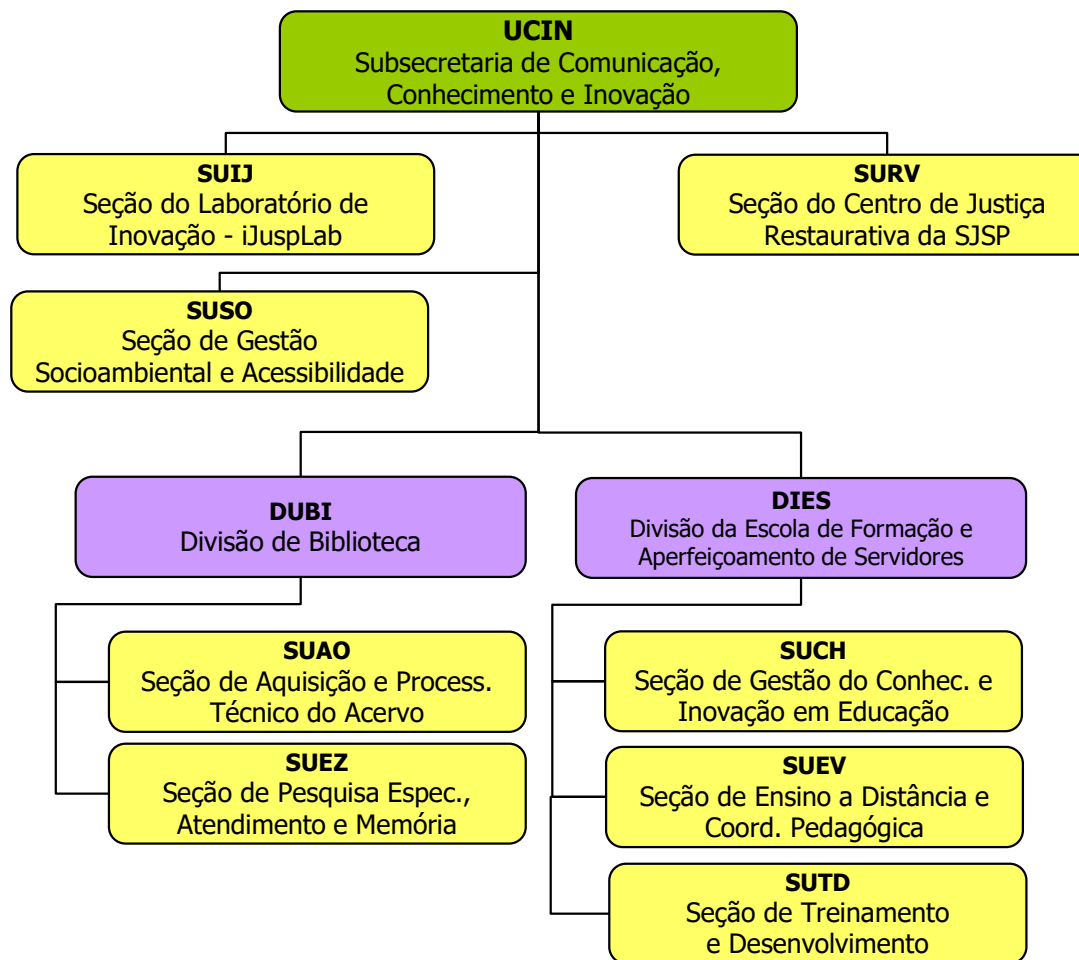 UCIN
Subsecretaria de Comunicação,
Conhecimento e Inovação
SUIJ
Seção do Laboratório de
Inovação - iJuspLab
SURV
Seção do Centro de Justiça
Restaurativa da SJSP
SUSO
Seção de Gestão
Socioambiental e Acessibilidade
DUBI
Divisão de Biblioteca
DIES
Divisão da Escola de Formação e
Aperfeiçoamento de Servidores
SUAO
Seção de Aquisição e Process.
Técnico do Acervo
SUEZ
Seção de Pesquisa Espec.,
Atendimento e Memória
SUCH
Seção de Gestão do Conhec. e
Inovação em Educação
SUEV
Seção de Ensino a Distância e
Coord. Pedagógica
SUTD
Seção de Treinamento
e Desenvolvimento